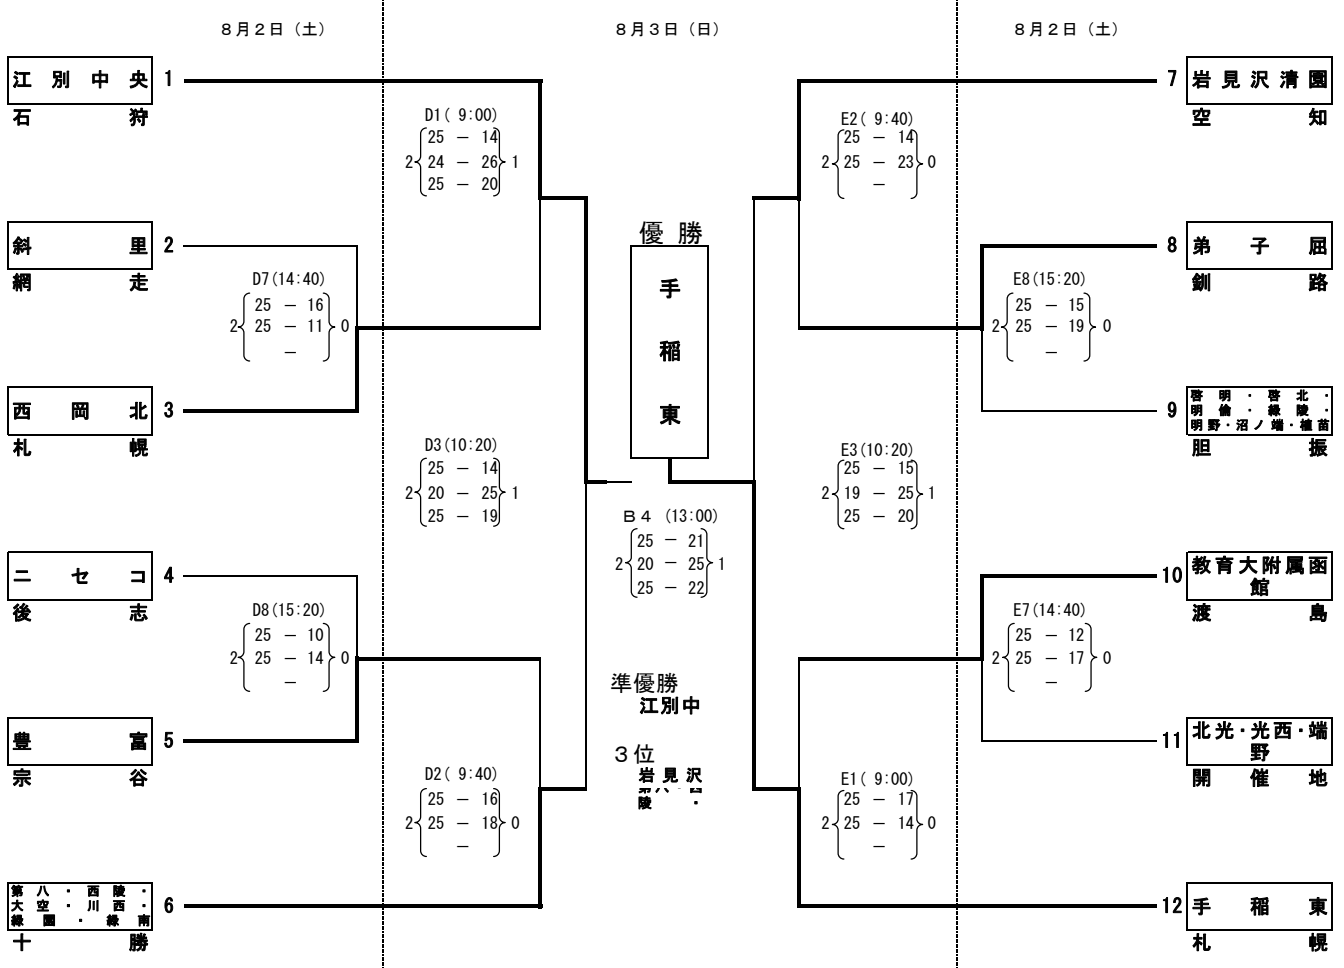 ８月２日（土）
８月３日（日）
８月２日（土）
江別中央 1
石狩
D1( 9:00)
25 － 14
2 24 － 26 1
25 － 20
斜里 2
網走
D7(14:40)
25 － 16
2 25 － 11 0
－
西岡北 3
札幌
D3(10:20)
25 － 14
2 20 － 25 1
25 － 19
ニセコ 4
後志
D8(15:20)
25 － 10
2 25 － 14 0
－
豊富 5
宗谷
D2( 9:40)
25 － 16
2 25 － 18 0
－
第八・西陵・
大空・川西・
緑園・緑南
6
十勝
優勝
手稲東
Ｂ４ (13:00)
25 － 21
2 20 － 25 1
25 － 22
準優勝
江別中
３位
岩見沢
陵・
7 岩見沢清園
空知
E2( 9:40)
25 － 14
2 25 － 23 0
－
8 弟子屈
釧路
E8(15:20)
25 － 15
2 25 － 19 0
－
9
啓明・啓北・
明倫・緑陵・
明野・沼ノ端・植苗
胆振
E3(10:20)
25 － 15
2 19 － 25 1
25 － 20
10
教育大附属函
館
渡島
E7(14:40)
25 － 12
2 25 － 17 0
－
11
北光・光西・端
野
開催地
E1( 9:00)
25 － 17
2 25 － 14 0
－
12 手稲東
札幌